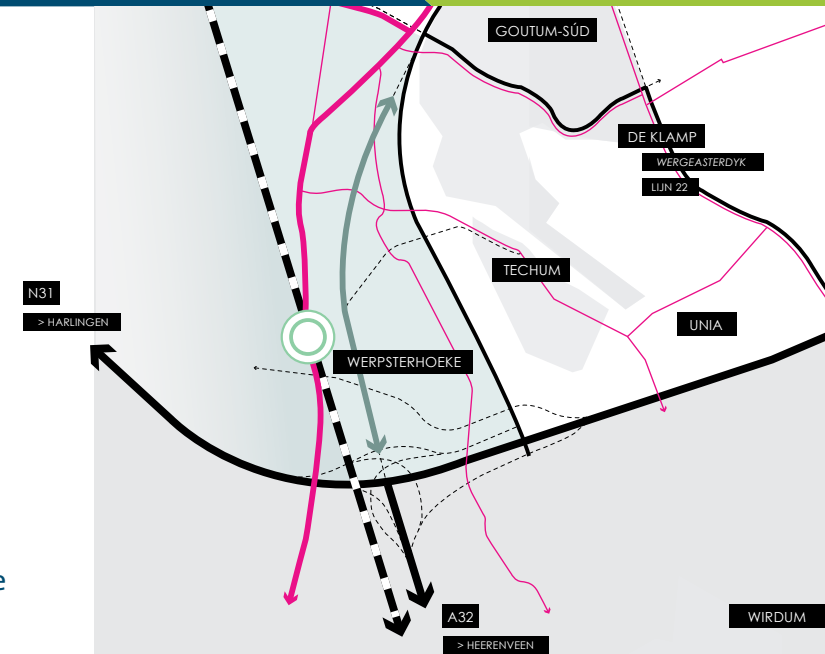 GOUTUM-SÚD
DE KLAMP
WERGEASTERDYK
LIJN 22
TECHUM
N31
> HARLINGEN
UNIA
WERPSTERHOEKE
e
A32
> HEERENVEEN
WIRDUM